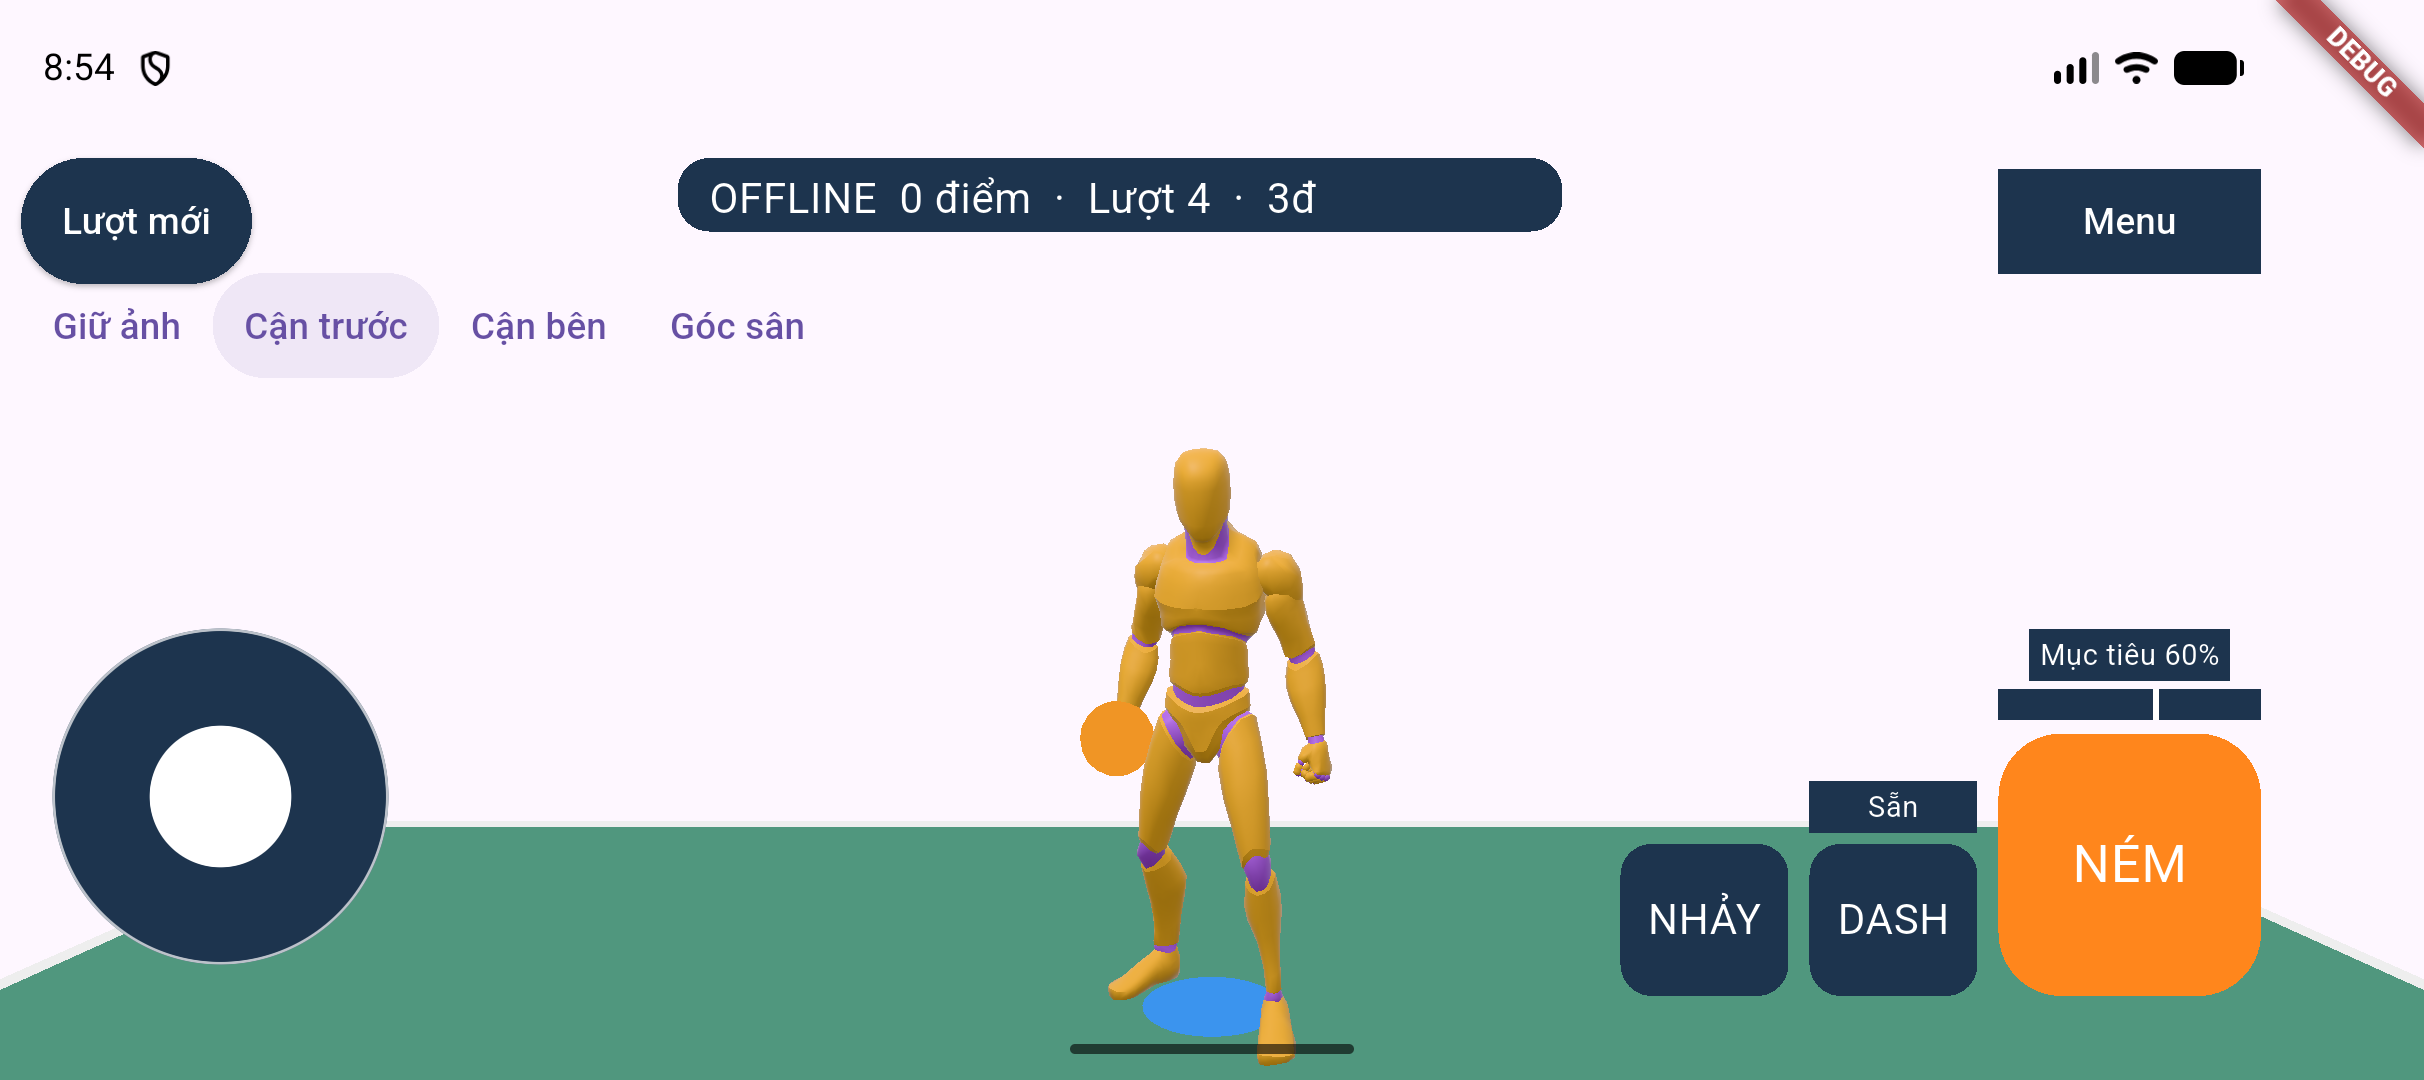 8:54
DEBUG
Lượt mới
OFFLINE 0 điểm · Lượt 4 · 3đ
Menu
Giữ ảnh
Cận trước
Cận bên
Góc sân
Mục tiêu 60%
Sẵn
NHẢY
DASH
NÉM